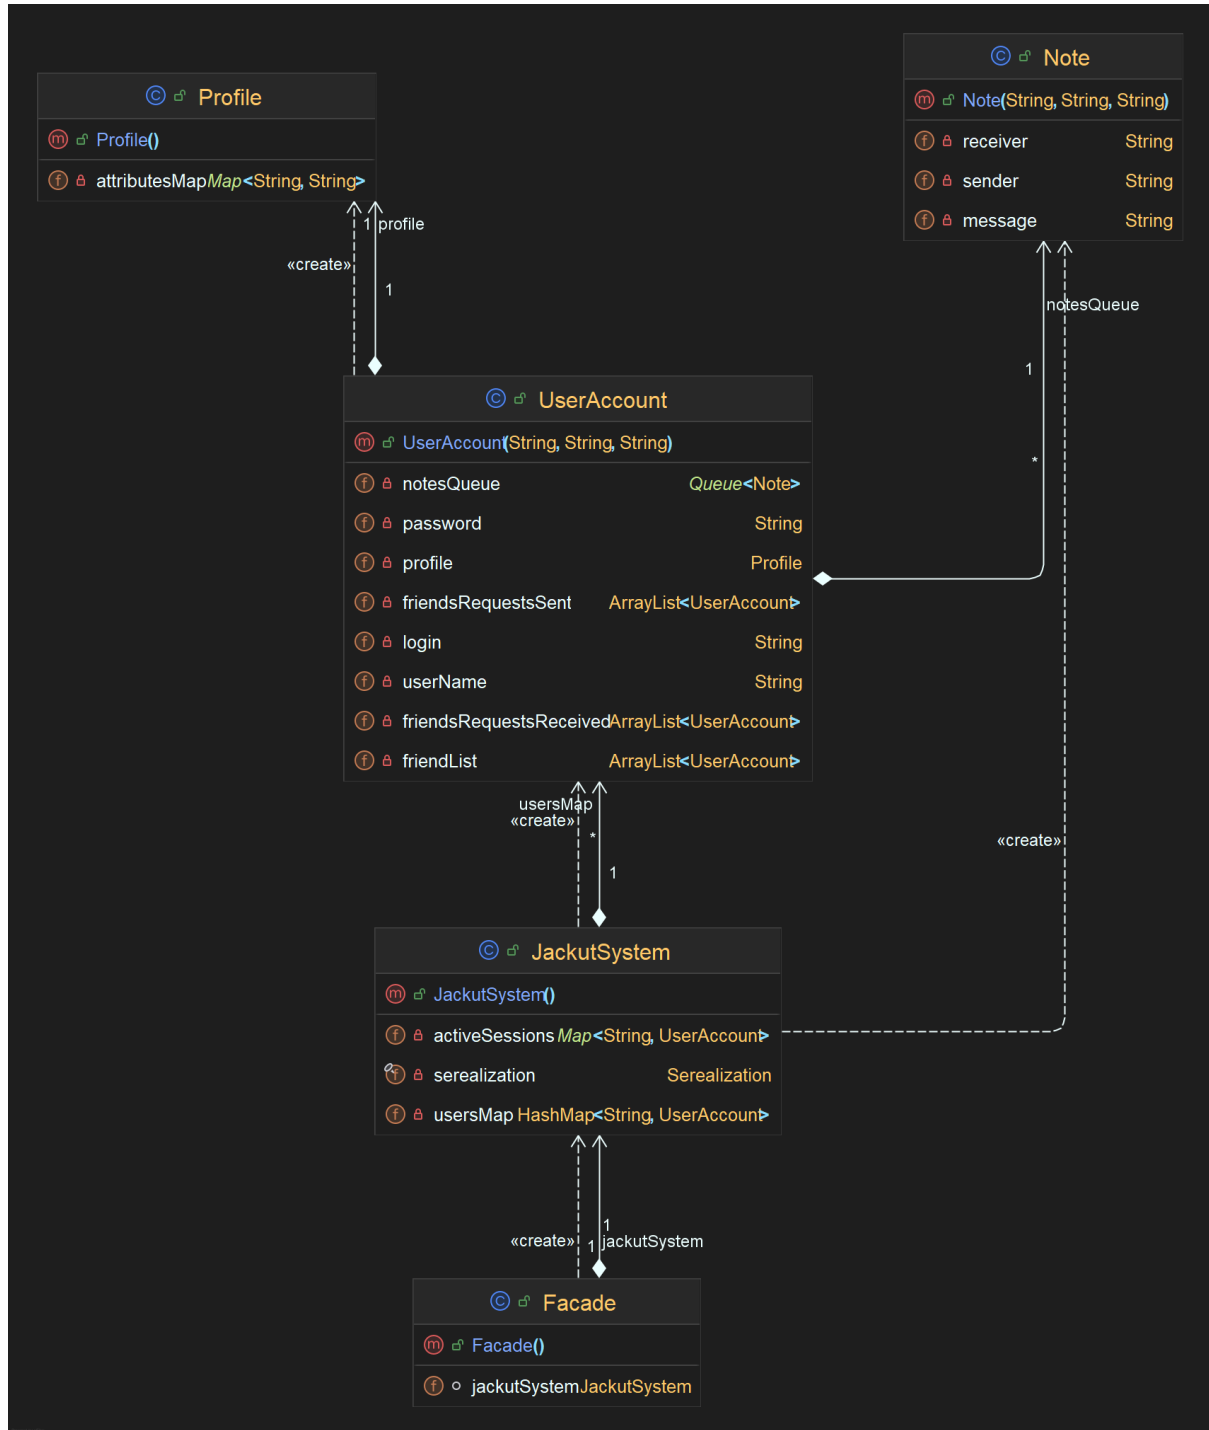 Profile
Profile()
attributesMap Map<String, String>
Note
Note(String, String, String)
receiver String
sender String
message String
1 profile
«create»
1
notesQueue
1
*
UserAccount
UserAccount(String, String, String)
notesQueue Queue<Note>
password String
profile Profile
friendsRequestsSent ArrayList<UserAccount>
login String
userName String
friendsRequestsReceived ArrayList<UserAccount>
friendList ArrayList<UserAccount>
usersMap
«create»
*
1
«create»
JackutSystem
JackutSystem()
activeSessions Map<String, UserAccount>
serealization Serealization
usersMap HashMap<String, UserAccount>
1
«create»
1 jackutSystem
Facade
Facade()
jackutSystem JackutSystem